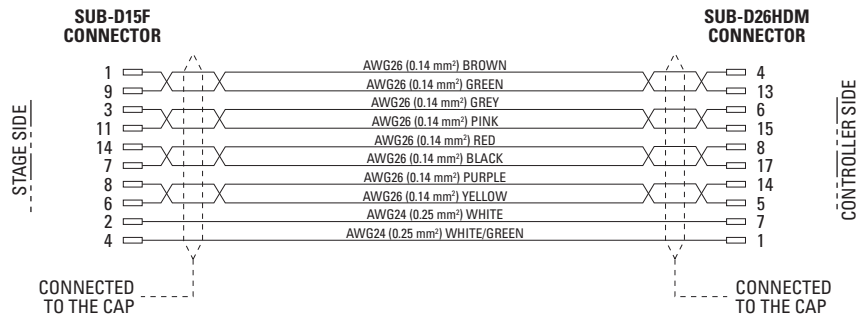 SUB-D15F
CONNECTOR
SUB-D26HDM
CONNECTOR
STAGE SIDE
CONTROLLER SIDE
1 AWG26 (0.14 mm²) BROWN 4
9 AWG26 (0.14 mm²) GREEN 13
3 AWG26 (0.14 mm²) GREY 6
11 AWG26 (0.14 mm²) PINK 15
14 AWG26 (0.14 mm²) RED 8
7 AWG26 (0.14 mm²) BLACK 17
8 AWG26 (0.14 mm²) PURPLE 14
6 AWG26 (0.14 mm²) YELLOW 5
2 AWG24 (0.25 mm²) WHITE 7
4 AWG24 (0.25 mm²) WHITE/GREEN 1
CONNECTED
TO THE CAP
CONNECTED
TO THE CAP